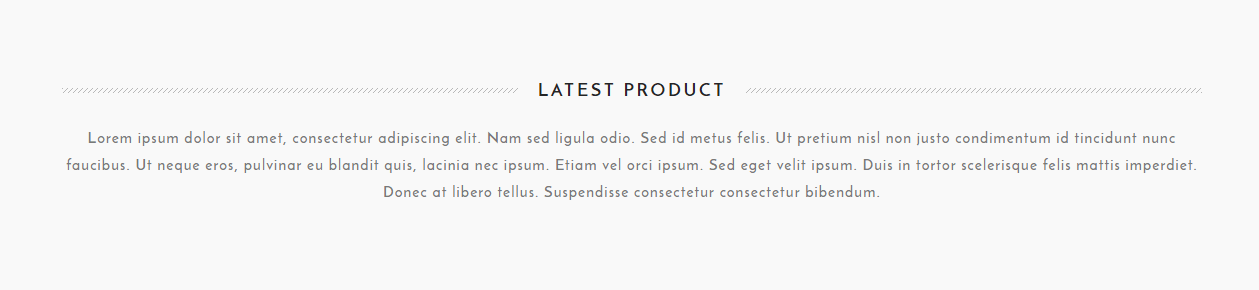 LATEST PRODUCT
Lorem ipsum dolor sit amet, consectetur adipiscing elit. Nam sed ligula odio. Sed id metus felis. Ut pretium nisl non justo condimentum id tincidunt nunc
faucibus. Ut neque eros, pulvinar eu blandit quis, lacinia nec ipsum. Etiam vel orci ipsum. Sed eget velit ipsum. Duis in tortor scelerisque felis mattis imperdiet.
Donec at libero tellus. Suspendisse consectetur consectetur bibendum.